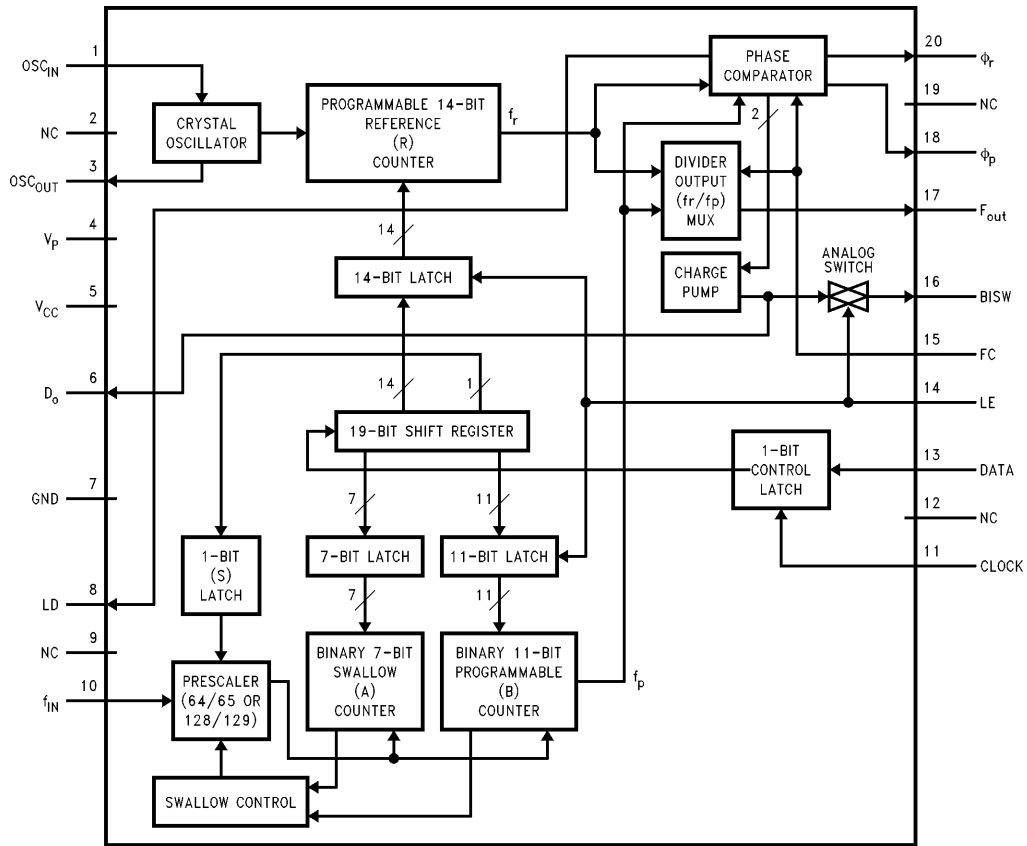 1
OSC_IN
2
NC
3
OSC_OUT
4
V_P
5
V_CC
6
D_o
7
GND
8
LD
9
NC
10
f_IN
CRYSTAL
OSCILLATOR
PROGRAMMABLE 14-BIT
REFERENCE
(R)
COUNTER
f_r
14
14-BIT LATCH
14
1
19-BIT SHIFT REGISTER
7
11
1-BIT
(S)
LATCH
7-BIT LATCH
11-BIT LATCH
7
11
PRESCALER
(64/65 OR
128/129)
BINARY 7-BIT
SWALLOW
(A)
COUNTER
BINARY 11-BIT
PROGRAMMABLE
(B)
COUNTER
f_p
SWALLOW CONTROL
PHASE
COMPARATOR
2
DIVIDER
OUTPUT
(fr/fp)
MUX
CHARGE
PUMP
ANALOG
SWITCH
1-BIT
CONTROL
LATCH
20
ϕ_r
19
NC
18
ϕ_p
17
F_out
16
BISW
15
FC
14
LE
13
DATA
12
NC
11
CLOCK